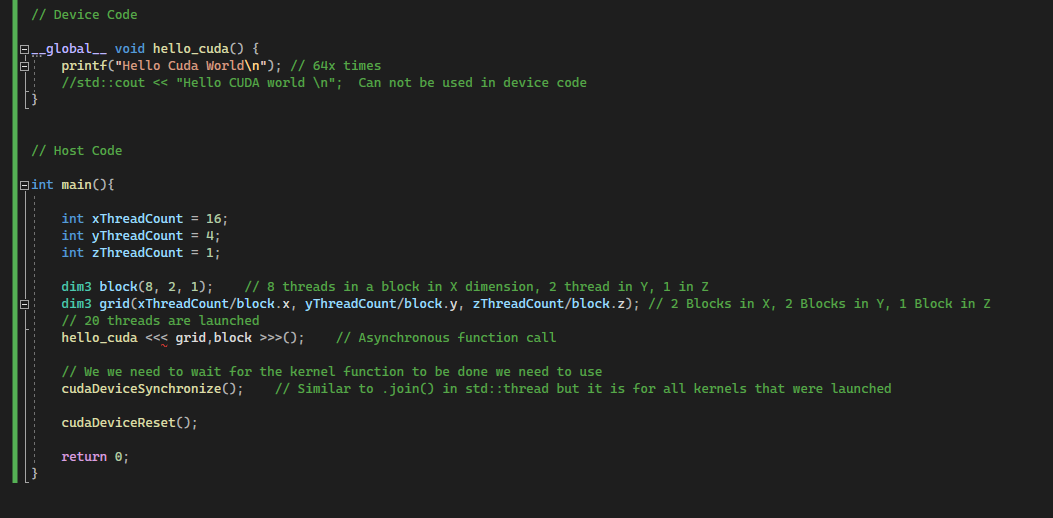 // Device Code
__global__ void hello_cuda() {
printf("Hello Cuda World\n"); // 64x times
//std::cout << "Hello CUDA world \n";  Can not be used in device code
}
// Host Code
int main(){
int xThreadCount = 16;
int yThreadCount = 4;
int zThreadCount = 1;
dim3 block(8, 2, 1);    // 8 threads in a block in X dimension, 2 thread in Y, 1 in Z
dim3 grid(xThreadCount/block.x, yThreadCount/block.y, zThreadCount/block.z); // 2 Blocks in X, 2 Blocks in Y, 1 Block in Z
// 20 threads are launched
hello_cuda <<< grid,block >>>();    // Asynchronous function call
// We we need to wait for the kernel function to be done we need to use
cudaDeviceSynchronize();    // Similar to .join() in std::thread but it is for all kernels that were launched
cudaDeviceReset();
return 0;
}